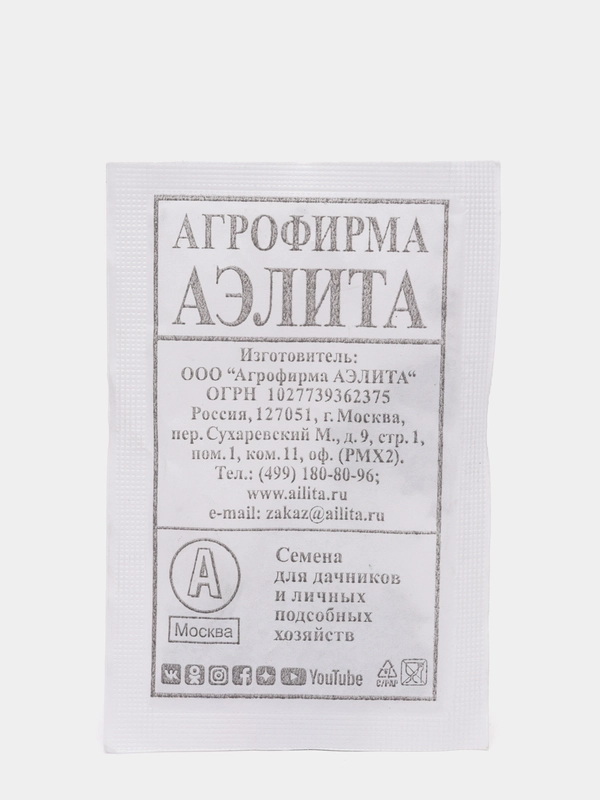 АГРОФИРМА
АЭЛИТА
Изготовитель:
ООО “Агрофирма АЭЛИТА“
ОГРН 1027739362375
Россия, 127051, г. Москва,
пер. Сухаревский М., д. 9, стр. 1,
пом. 1, ком. 11, оф. (РМХ2).
Тел.: (499) 180-80-96;
www.ailita.ru
e-mail: zakaz@ailita.ru
А
Москва
Семена
для дачников
и личных
подсобных
хозяйств
YouTube
C/PAP